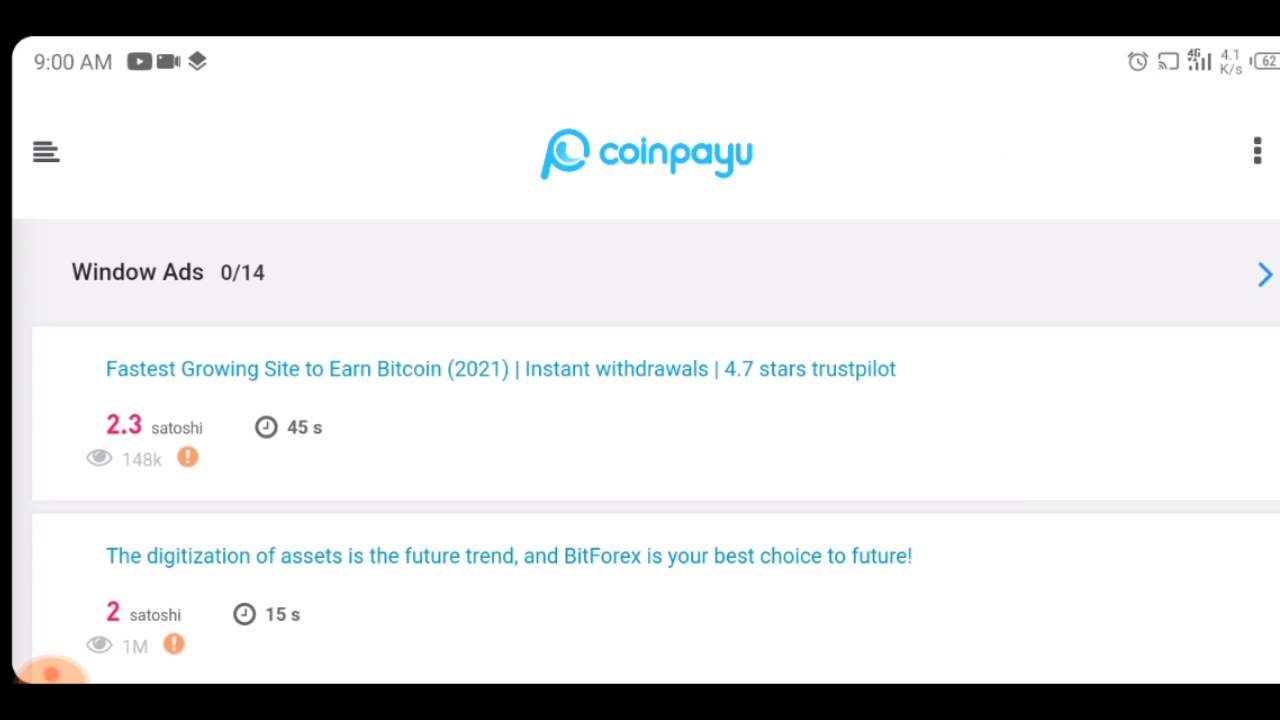 9:00 AM 4G 4.1 K/s 62
coinpayu
Window Ads 0/14
Fastest Growing Site to Earn Bitcoin (2021) | Instant withdrawals | 4.7 stars trustpilot
2.3 satoshi 45 s
148k
The digitization of assets is the future trend, and BitForex is your best choice to future!
2 satoshi 15 s
1M